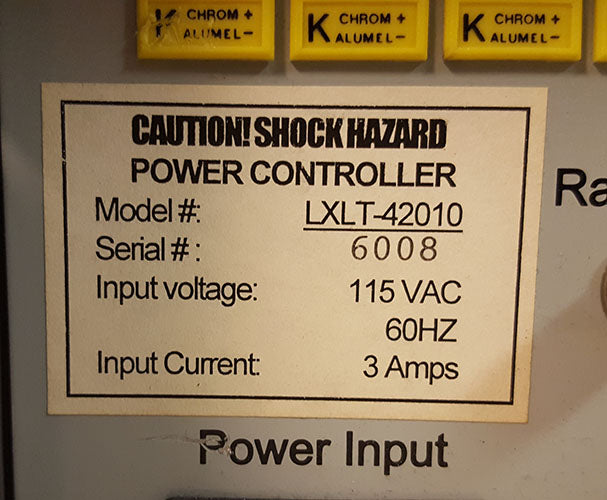 K CHROM + ALUMEL – K CHROM + ALUMEL – K CHROM + ALUMEL –
CAUTION! SHOCK HAZARD
POWER CONTROLLER
Model #: LXLT-42010
Serial # : 6008
Input voltage: 115 VAC
60HZ
Input Current: 3 Amps
Ra
Power Input